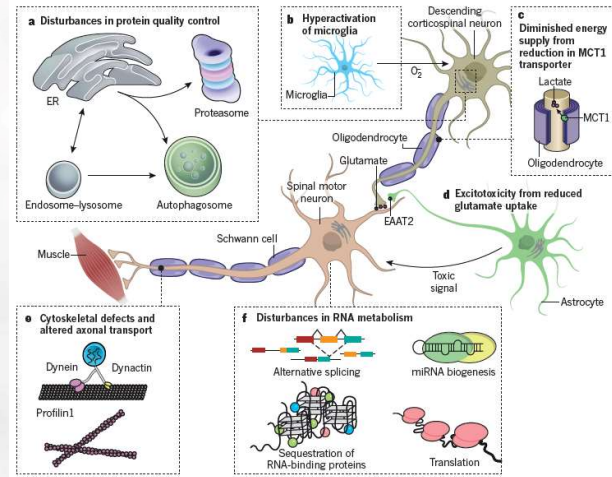 a Disturbances in protein quality control
ER
Proteasome
Endosome–lysosome
Autophagosome
b Hyperactivation
of microglia
Microglia
O2
Descending
corticospinal neuron
c
Diminished energy
supply from
reduction in MCT1
transporter
Lactate
MCT1
Oligodendrocyte
Oligodendrocyte
Glutamate
Spinal motor
neuron
EAAT2
d Excitotoxicity from reduced
glutamate uptake
Schwann cell
Muscle
Toxic
signal
Astrocyte
e Cytoskeletal defects and
altered axonal transport
Dynein
Dynactin
Profilin1
f Disturbances in RNA metabolism
Alternative splicing
miRNA biogenesis
Sequestration of
RNA-binding proteins
Translation